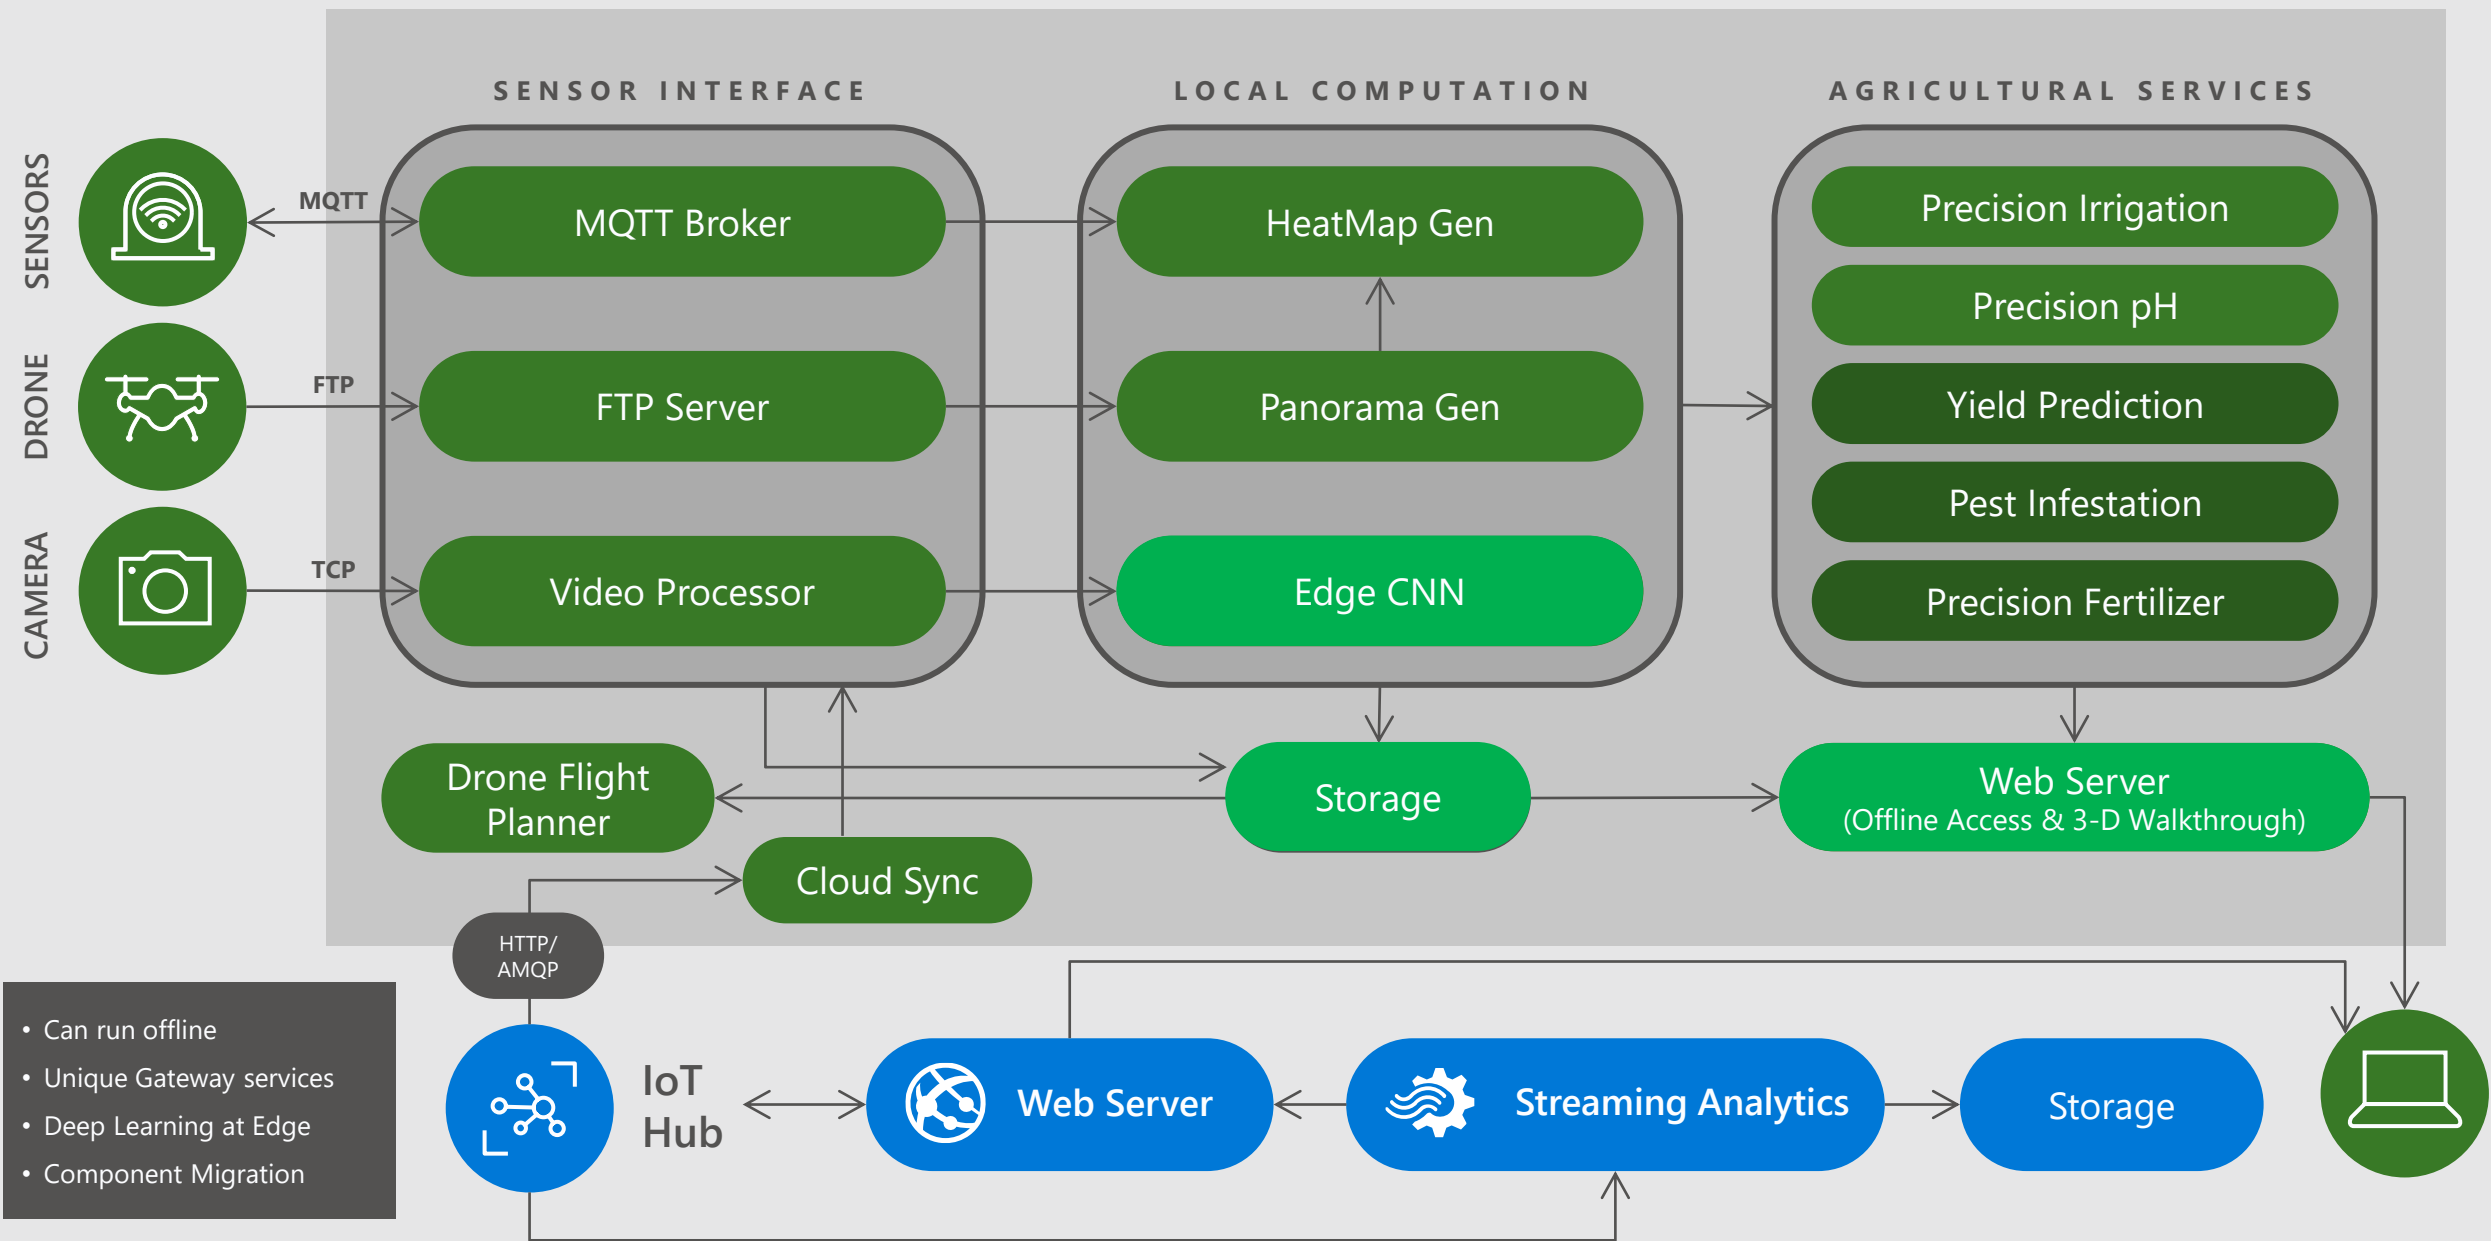 SENSOR INTERFACE
LOCAL COMPUTATION
AGRICULTURAL SERVICES
SENSORS
MQTT
MQTT Broker
HeatMap Gen
Precision Irrigation
Precision pH
DRONE
FTP
FTP Server
Panorama Gen
Yield Prediction
Pest Infestation
CAMERA
TCP
Video Processor
Edge CNN
Precision Fertilizer
Drone Flight
Planner
Storage
Web Server
(Offline Access & 3-D Walkthrough)
Cloud Sync
HTTP/
AMQP
• Can run offline
• Unique Gateway services
• Deep Learning at Edge
• Component Migration
IoT
Hub
Web Server
Streaming Analytics
Storage